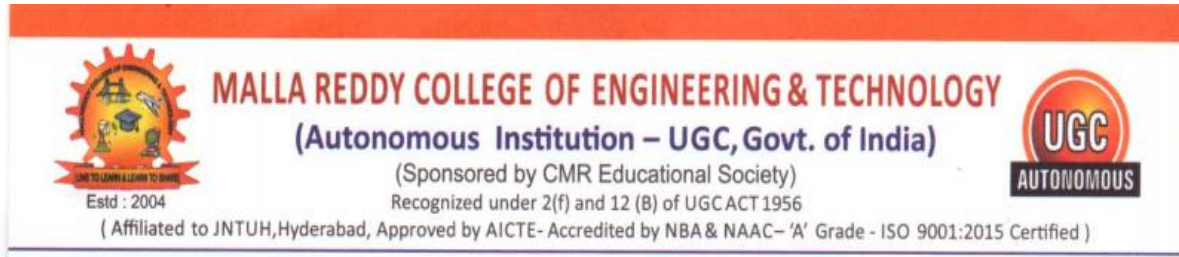 MALLA REDDY COLLEGE OF ENGINEERING & TECHNOLOGY
(Autonomous Institution – UGC, Govt. of India)
(Sponsored by CMR Educational Society)
Recognized under 2(f) and 12 (B) of UGC ACT 1956
( Affiliated to JNTUH, Hyderabad, Approved by AICTE- Accredited by NBA & NAAC– 'A' Grade - ISO 9001:2015 Certified )
Estd : 2004
UGC
AUTONOMOUS